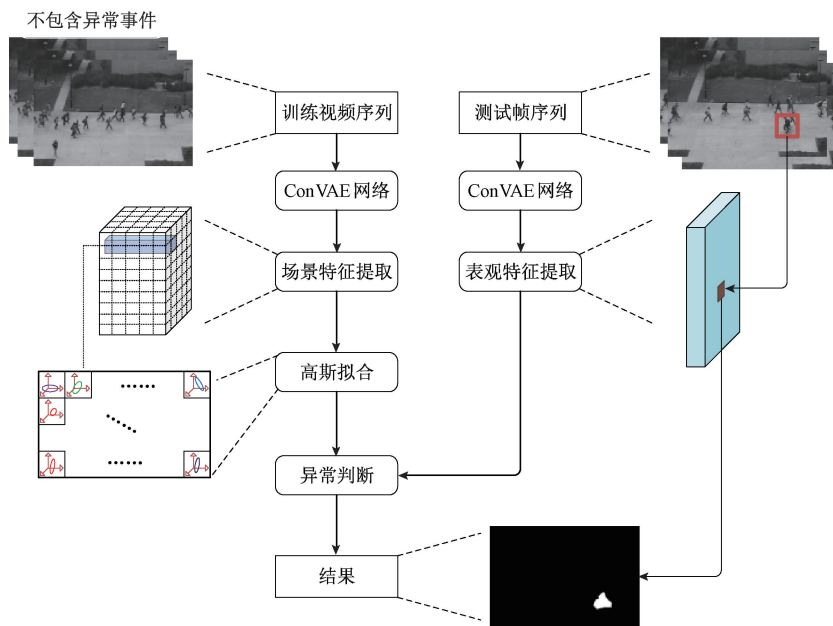 不包含异常事件
训练视频序列
测试帧序列
ConVAE网络
ConVAE网络
场景特征提取
表观特征提取
高斯拟合
异常判断
结果